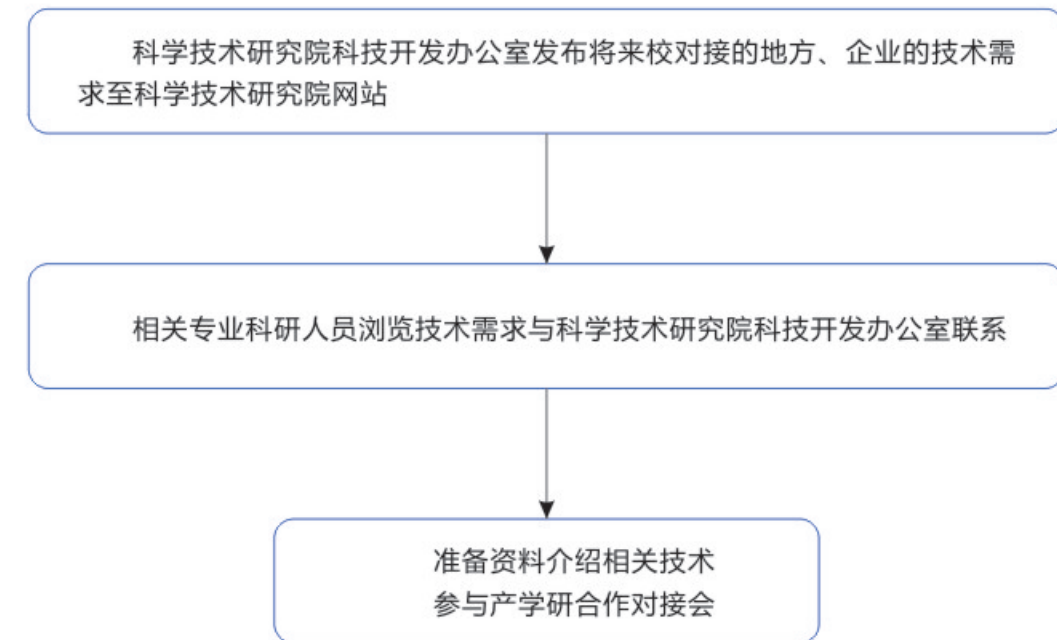 科学技术研究院科技开发办公室发布将来校对接的地方、企业的技术需
求至科学技术研究院网站
相关专业科研人员浏览技术需求与科学技术研究院科技开发办公室联系
准备资料介绍相关技术
参与产学研合作对接会